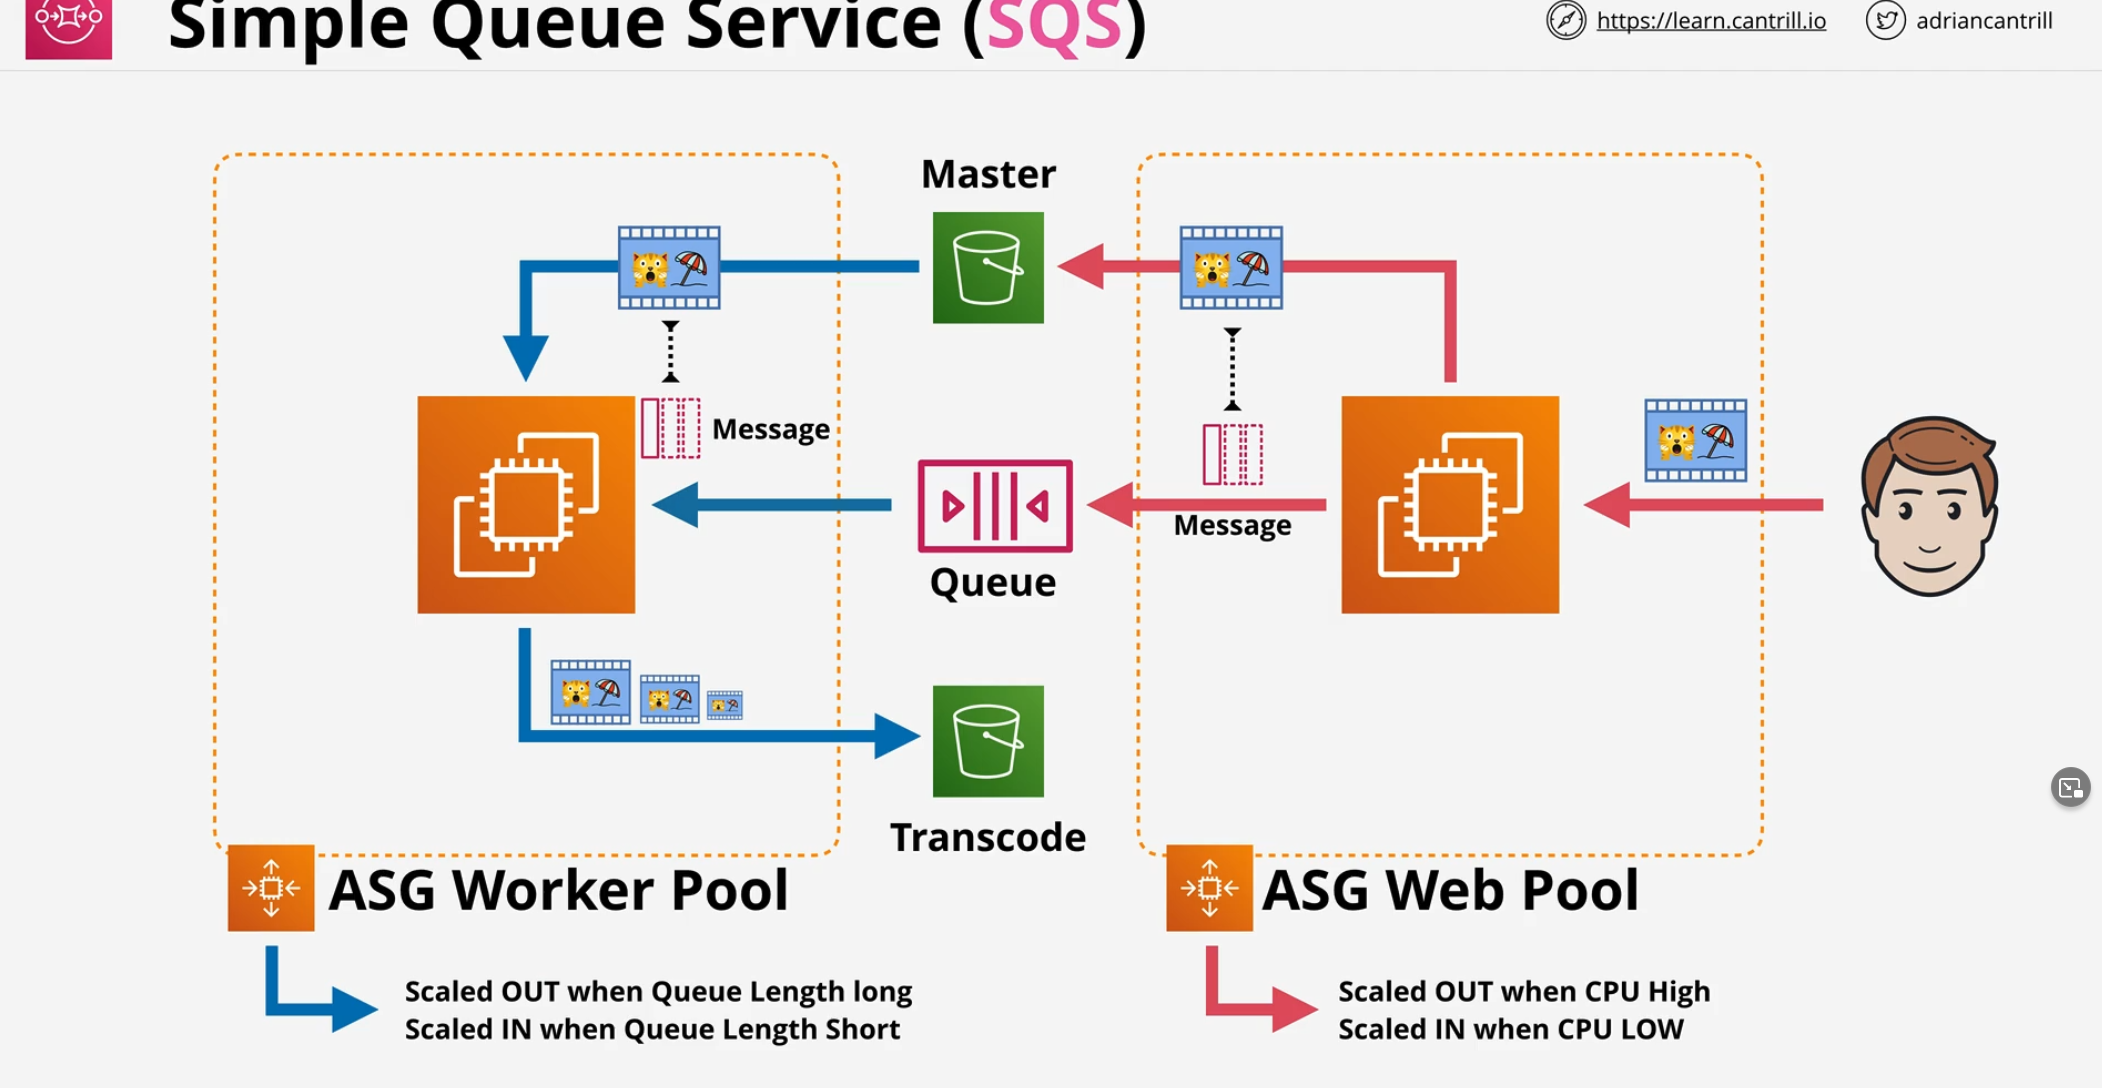 Simple Queue Service (SQS)
https://learn.cantrill.io
adriancantrill
Master
Message
Message
Queue
Transcode
ASG Worker Pool
Scaled OUT when Queue Length long
Scaled IN when Queue Length Short
ASG Web Pool
Scaled OUT when CPU High
Scaled IN when CPU LOW